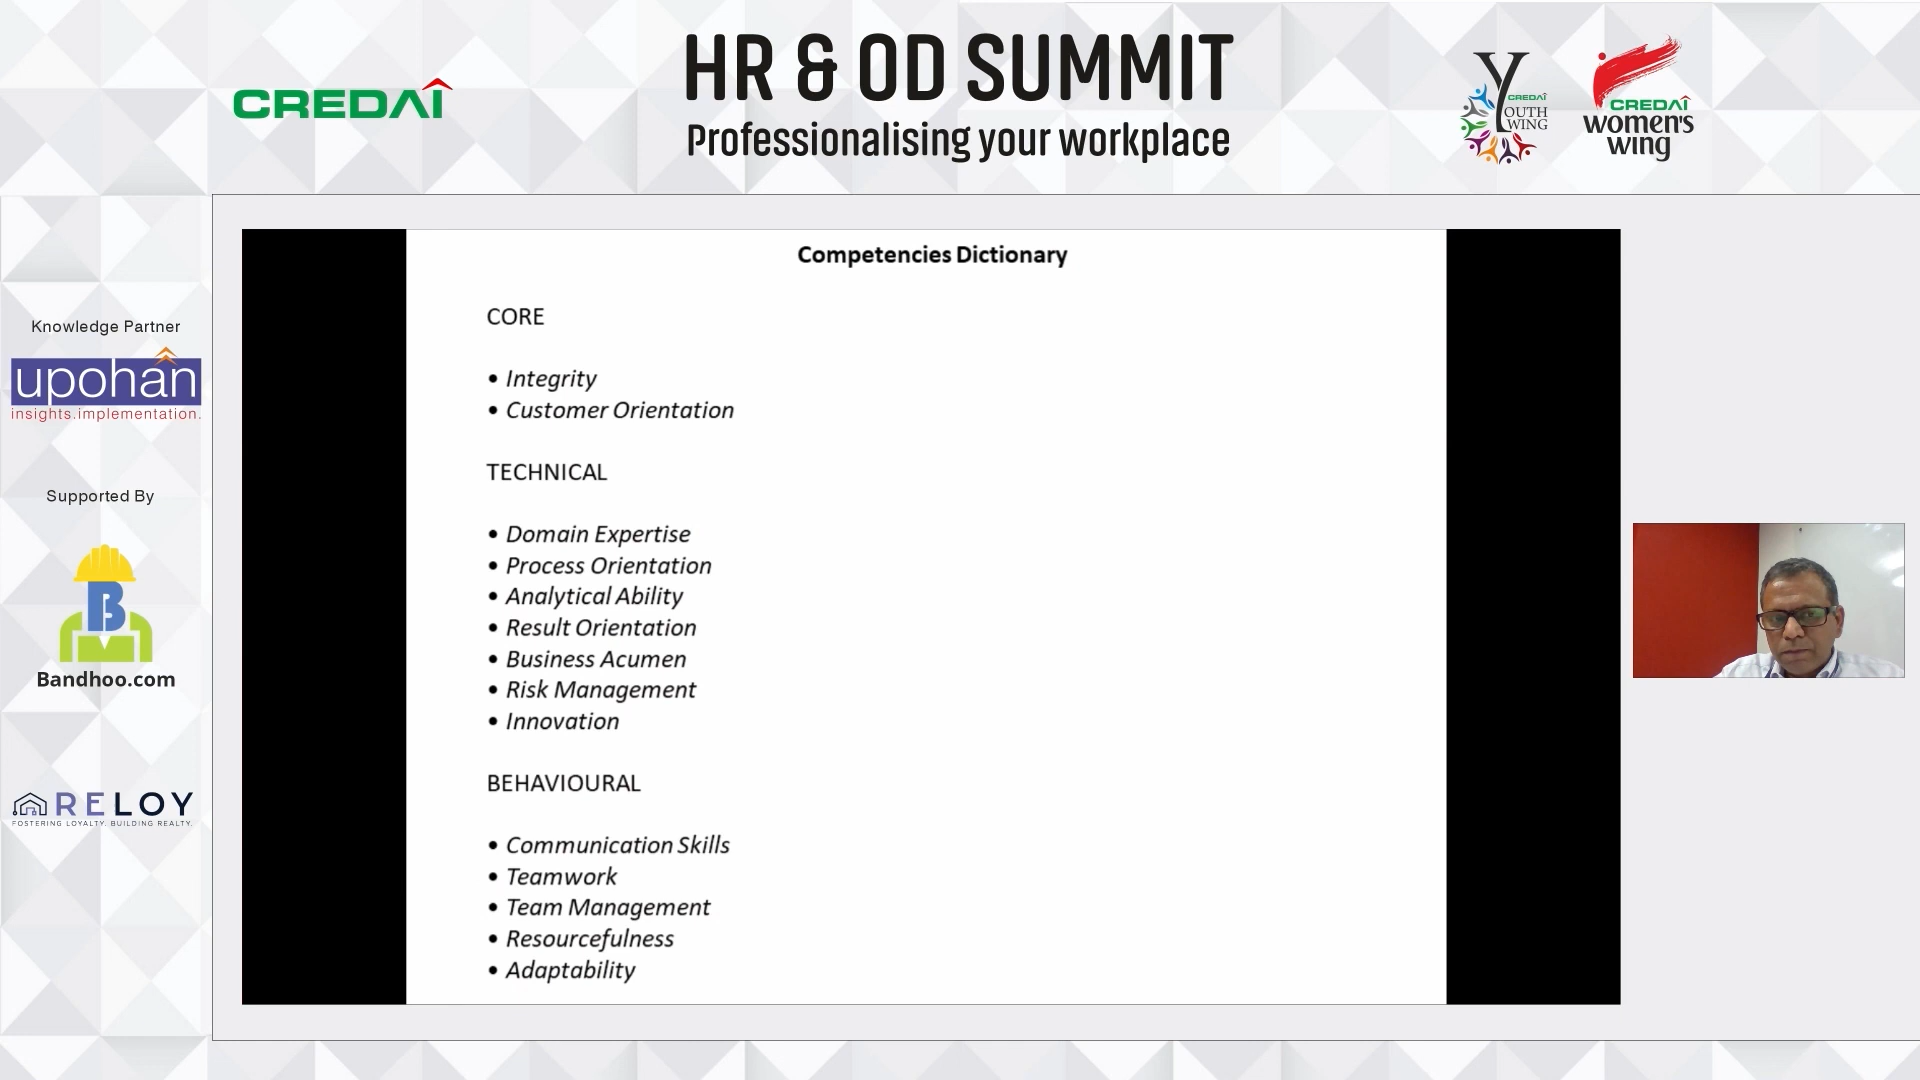 CREDAI
HR & OD SUMMIT
Professionalising your workplace
CREDAI
YOUTH
WING
CREDAI
women's
wing
Knowledge Partner
upohan
insights.implementation.
Supported By
B
Bandhoo.com
RELOY
FOSTERING LOYALTY. BUILDING REALTY.
Competencies Dictionary
CORE
• Integrity
• Customer Orientation
TECHNICAL
• Domain Expertise
• Process Orientation
• Analytical Ability
• Result Orientation
• Business Acumen
• Risk Management
• Innovation
BEHAVIOURAL
• Communication Skills
• Teamwork
• Team Management
• Resourcefulness
• Adaptability